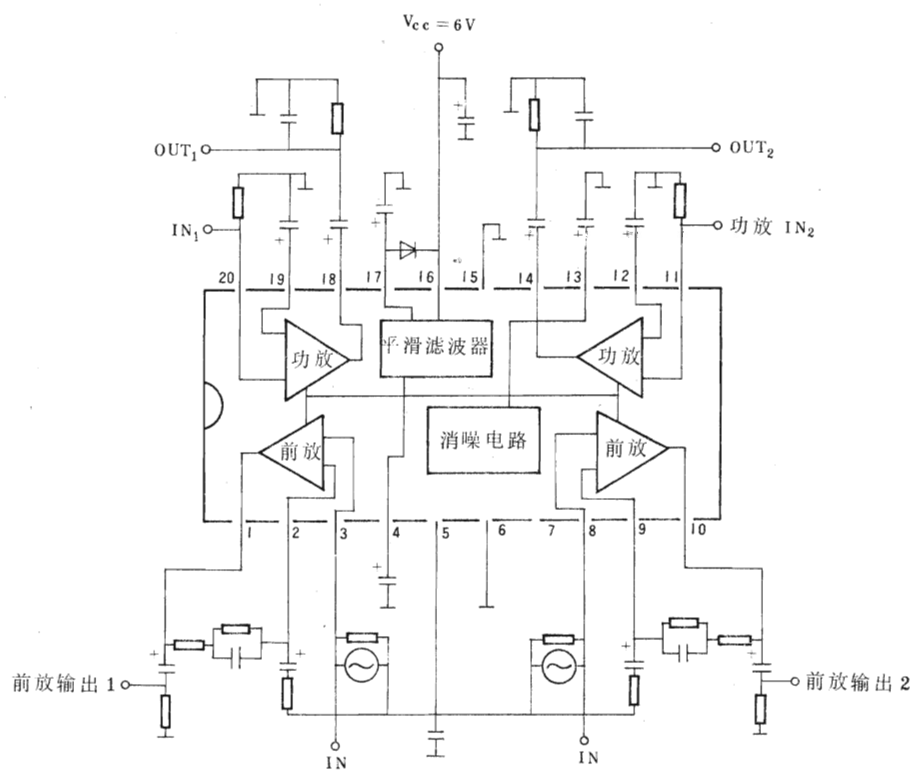 Vcc = 6V
OUT1
OUT2
IN1
功放 IN2
20 19 18 17 16 15 14 13 12 11
功放
平滑滤波器
功放
前放
消噪电路
前放
1 2 3 4 5 6 7 8 9 10
前放输出 1
前放输出 2
IN
IN